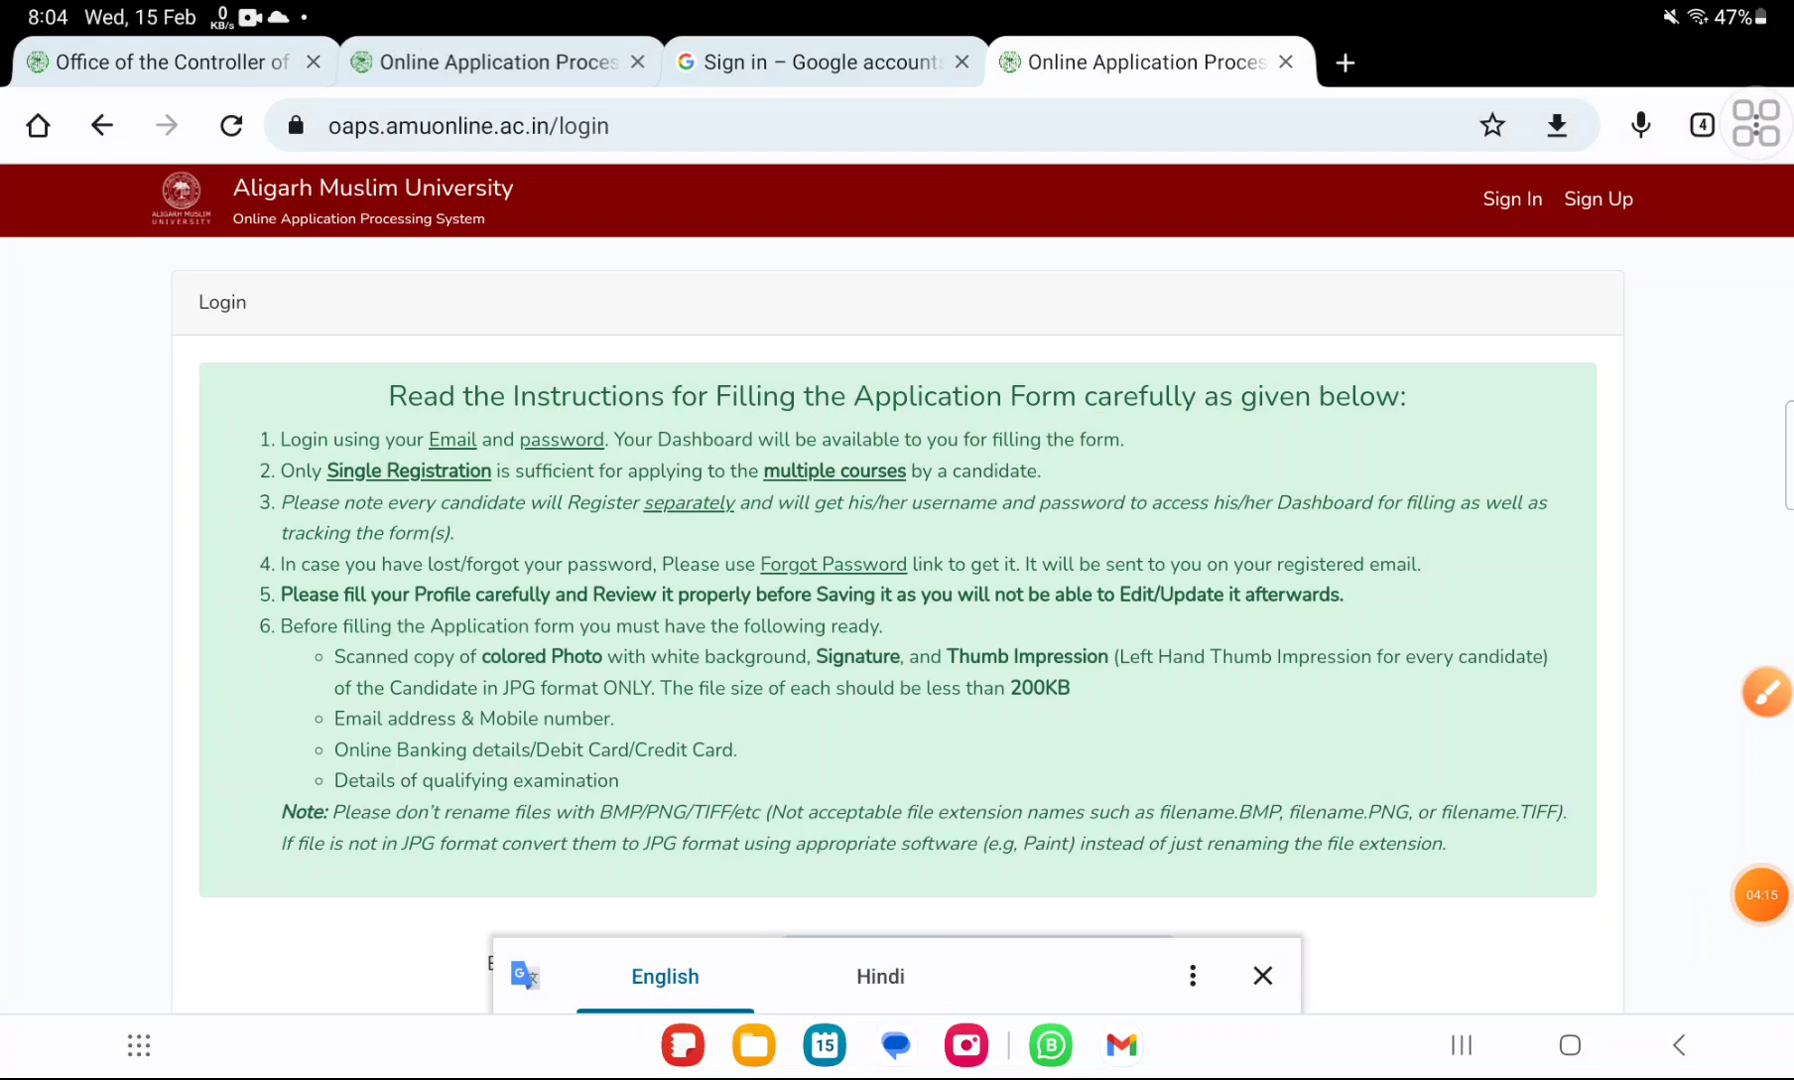 8:04 Wed, 15 Feb 0 KB/s 47%
Office of the Controller of
Online Application Proces
Sign in – Google accounts
Online Application Proces
oaps.amuonline.ac.in/login
4
ALIGARH MUSLIM UNIVERSITY
Aligarh Muslim University
Online Application Processing System
Sign In Sign Up
Login
Read the Instructions for Filling the Application Form carefully as given below:
1. Login using your Email and password. Your Dashboard will be available to you for filling the form.
2. Only Single Registration is sufficient for applying to the multiple courses by a candidate.
3. Please note every candidate will Register separately and will get his/her username and password to access his/her Dashboard for filling as well as
tracking the form(s).
4. In case you have lost/forgot your password, Please use Forgot Password link to get it. It will be sent to you on your registered email.
5. Please fill your Profile carefully and Review it properly before Saving it as you will not be able to Edit/Update it afterwards.
6. Before filling the Application form you must have the following ready.
Scanned copy of colored Photo with white background, Signature, and Thumb Impression (Left Hand Thumb Impression for every candidate)
of the Candidate in JPG format ONLY. The file size of each should be less than 200KB
Email address & Mobile number.
Online Banking details/Debit Card/Credit Card.
Details of qualifying examination
Note: Please don't rename files with BMP/PNG/TIFF/etc (Not acceptable file extension names such as filename.BMP, filename.PNG, or filename.TIFF).
If file is not in JPG format convert them to JPG format using appropriate software (e.g, Paint) instead of just renaming the file extension.
04:15
English Hindi
15